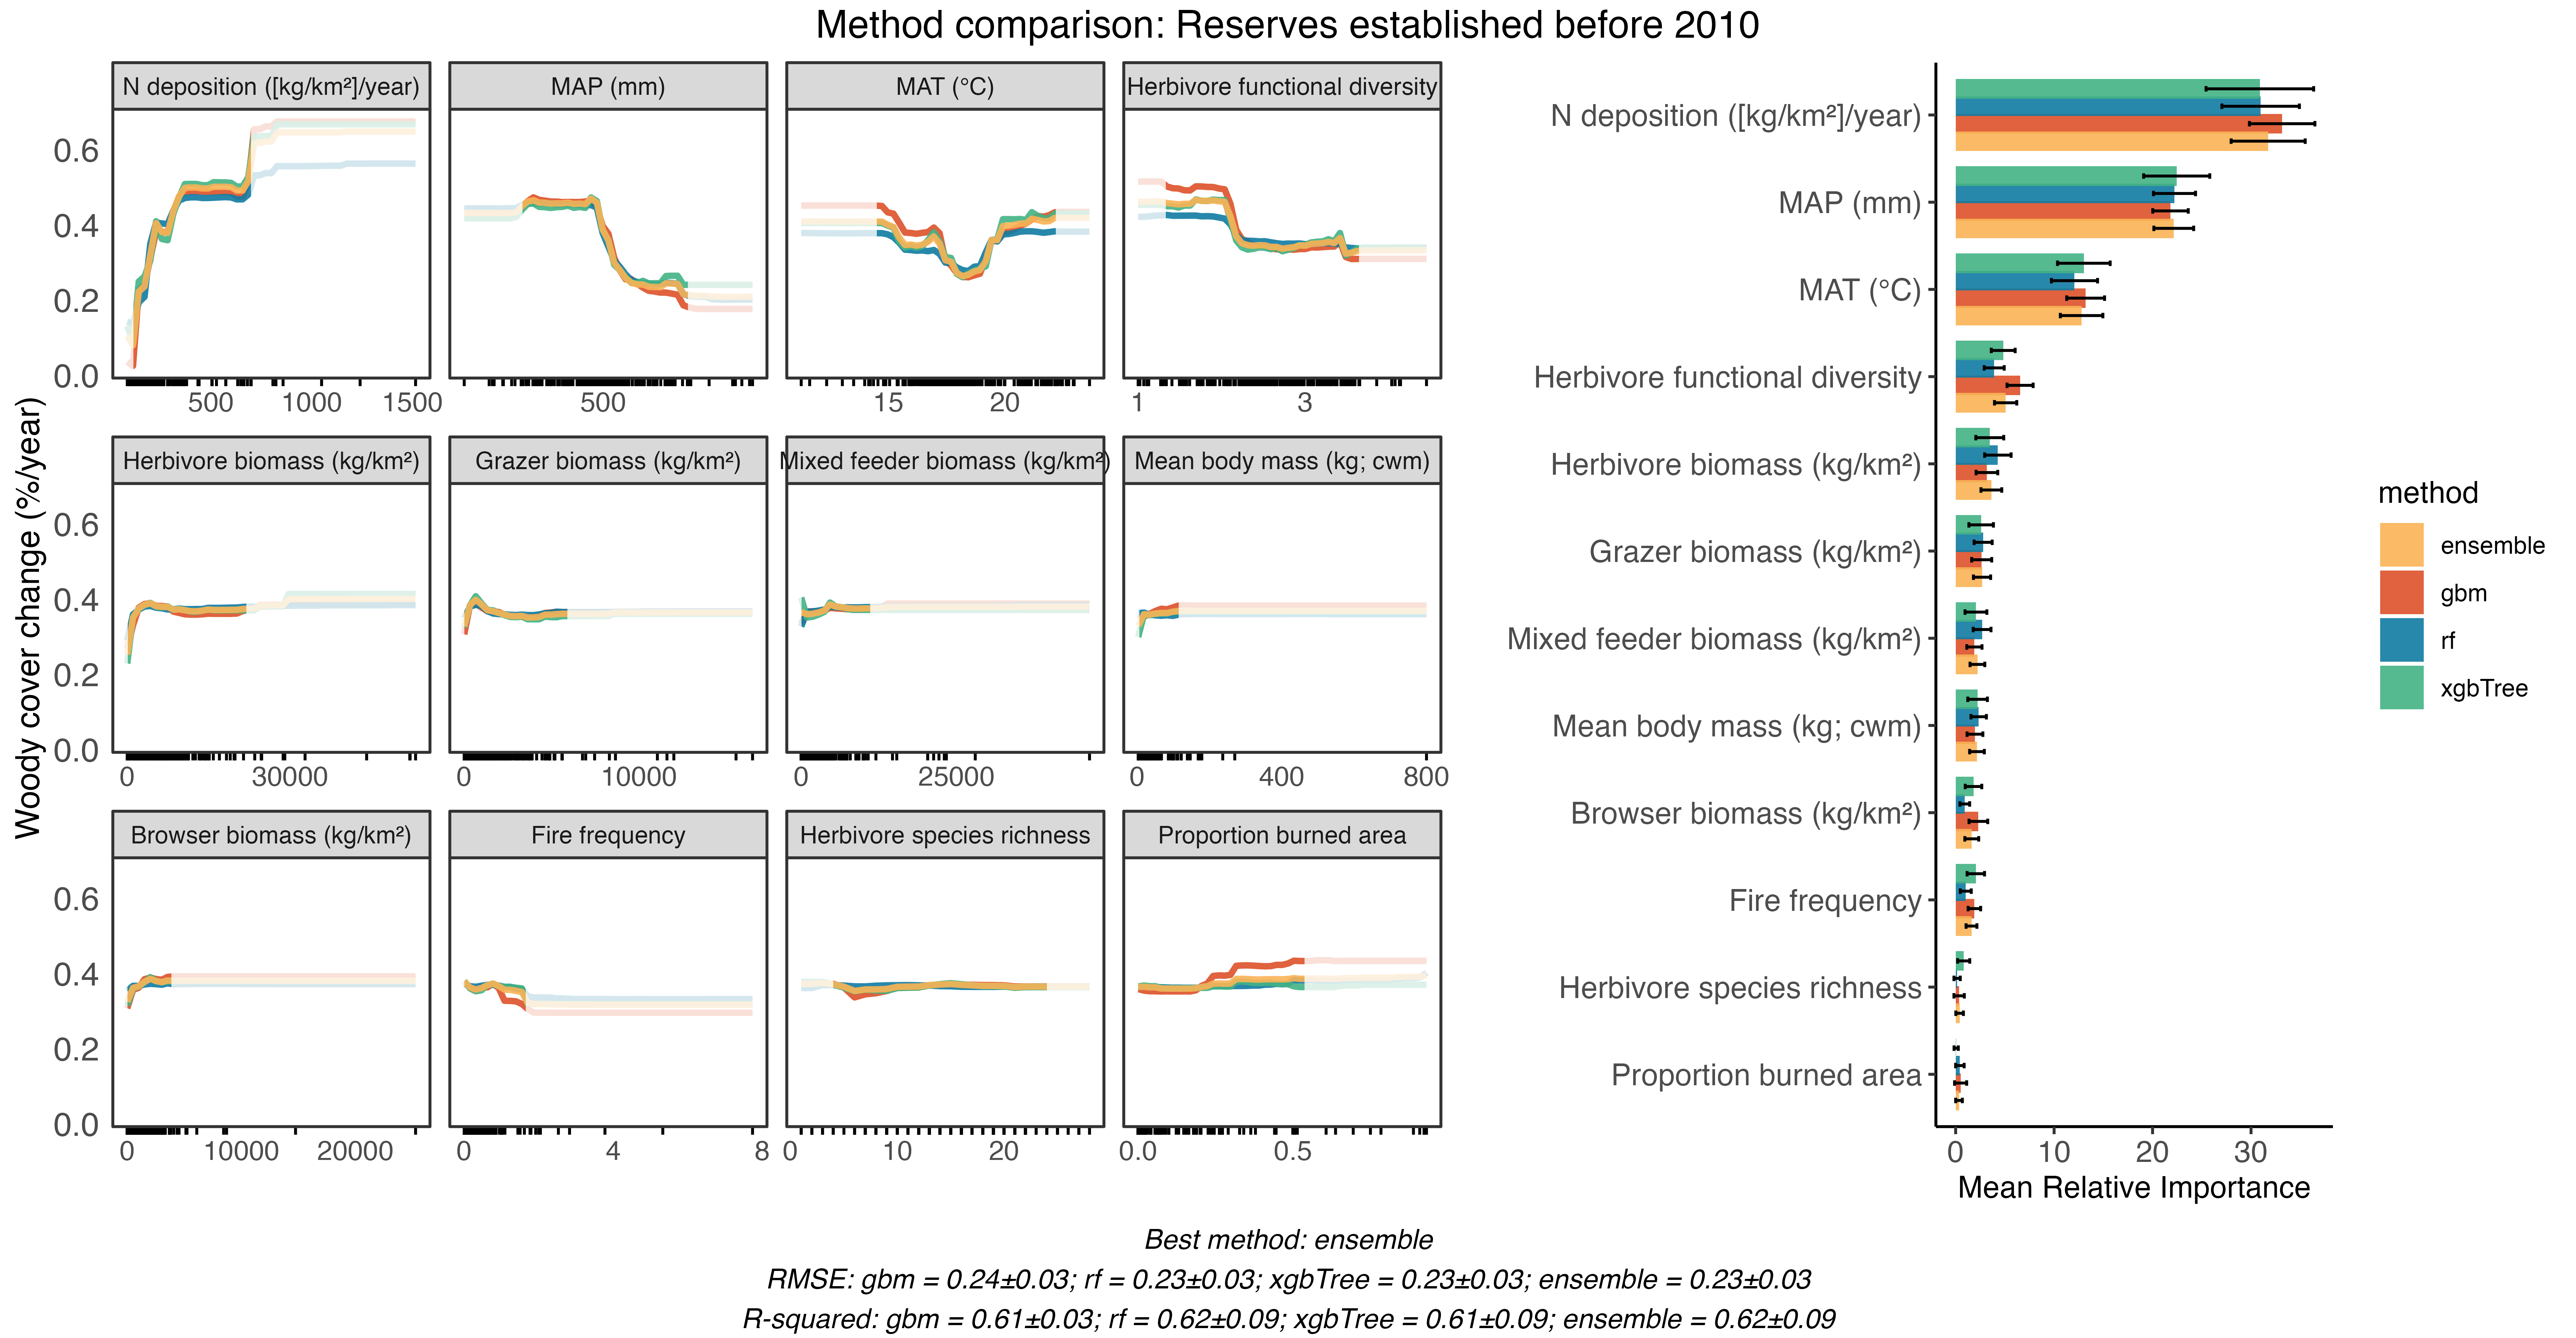 Method comparison: Reserves established before 2010
Woody cover change (%/year)
N deposition ([kg/km²]/year)
MAP (mm)
MAT (°C)
Herbivore functional diversity
0.6
0.4
0.2
0.0
500 1000 1500
500
15 20
1 3
Herbivore biomass (kg/km²)
Grazer biomass (kg/km²)
Mixed feeder biomass (kg/km²)
Mean body mass (kg; cwm)
0.6
0.4
0.2
0.0
0 30000
0 10000
0 25000
0 400 800
Browser biomass (kg/km²)
Fire frequency
Herbivore species richness
Proportion burned area
0.6
0.4
0.2
0.0
0 10000 20000
0 4 8
0 10 20
0.0 0.5
N deposition ([kg/km²]/year)
MAP (mm)
MAT (°C)
Herbivore functional diversity
Herbivore biomass (kg/km²)
Grazer biomass (kg/km²)
Mixed feeder biomass (kg/km²)
Mean body mass (kg; cwm)
Browser biomass (kg/km²)
Fire frequency
Herbivore species richness
Proportion burned area
0 10 20 30
Mean Relative Importance
method
ensemble
gbm
rf
xgbTree
Best method: ensemble
RMSE: gbm = 0.24±0.03; rf = 0.23±0.03; xgbTree = 0.23±0.03; ensemble = 0.23±0.03
R-squared: gbm = 0.61±0.03; rf = 0.62±0.09; xgbTree = 0.61±0.09; ensemble = 0.62±0.09